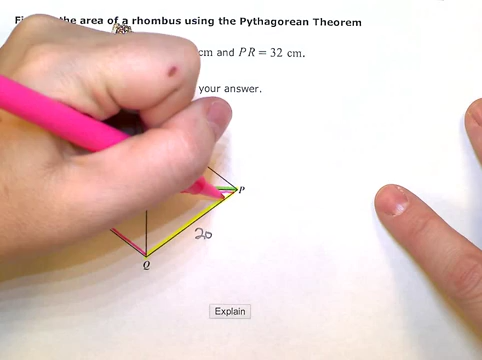 the area of a rhombus using the Pythagorean Theorem
cm and PR = 32 cm.
your answer.
P
20
Q
Explain